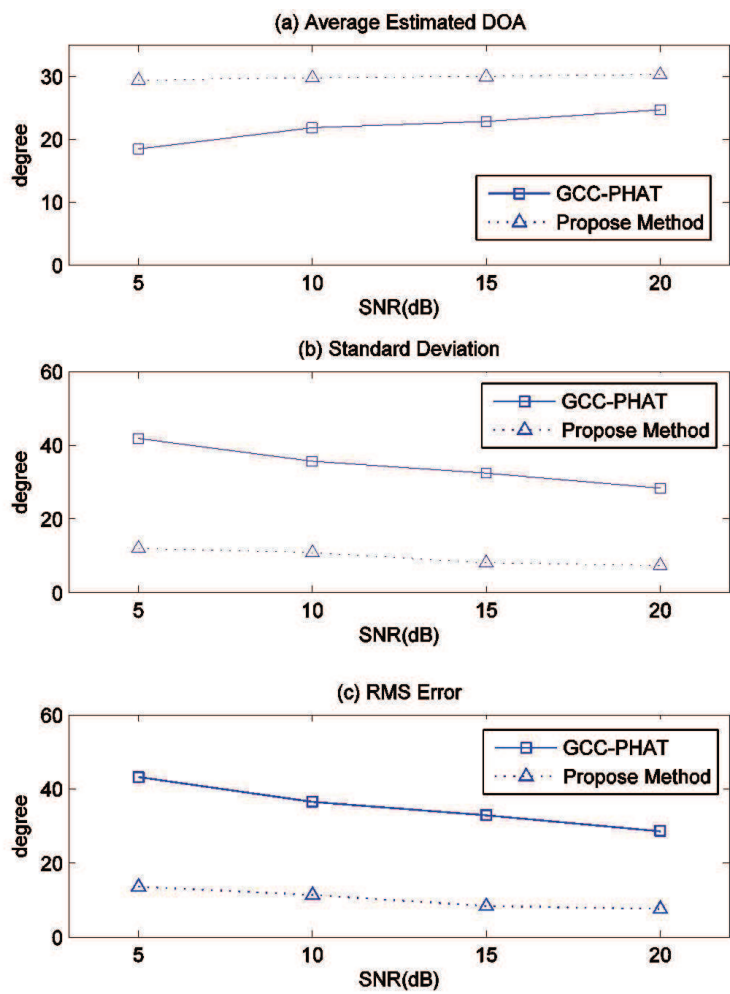 (a) Average Estimated DOA
30
20
10
0
degree
GCC-PHAT
Propose Method
5 10 15 20
SNR(dB)
(b) Standard Deviation
60
40
20
0
degree
GCC-PHAT
Propose Method
5 10 15 20
SNR(dB)
(c) RMS Error
60
40
20
0
degree
GCC-PHAT
Propose Method
5 10 15 20
SNR(dB)